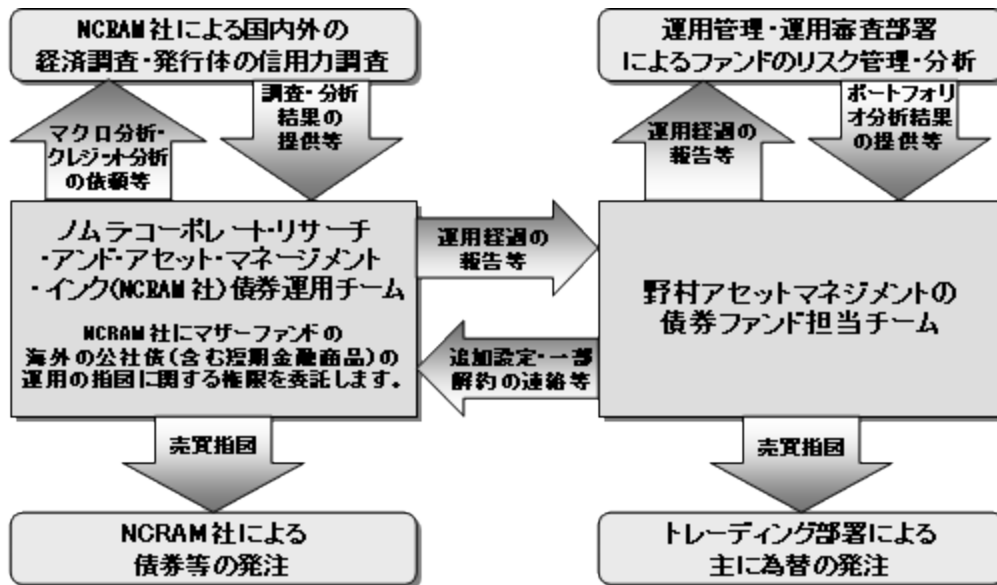 NCRAM社による国内外の
経済調査・発行体の信用力調査
運用管理・運用審査部署
によるファンドのリスク管理・分析
マクロ分析・
クレジット分析
の依頼等
調査・分析
結果の
提供等
運用経過の
報告等
ポートフォリ
オ分析結果
の提供等
ノムラ・コーポレート・リサーチ
・アンド・アセット・マネージメント
・インク(NCRAM社)債券運用チーム
NCRAM社にマザーファンドの
海外の公社債(含む短期金融商品)の
運用の指図に関する権限を委託します。
運用経過の
報告等
追加設定・一部
解約の連絡等
野村アセットマネジメントの
債券ファンド担当チーム
売買指図
売買指図
NCRAM社による
債券等の発注
トレーディング部署による
主に為替の発注